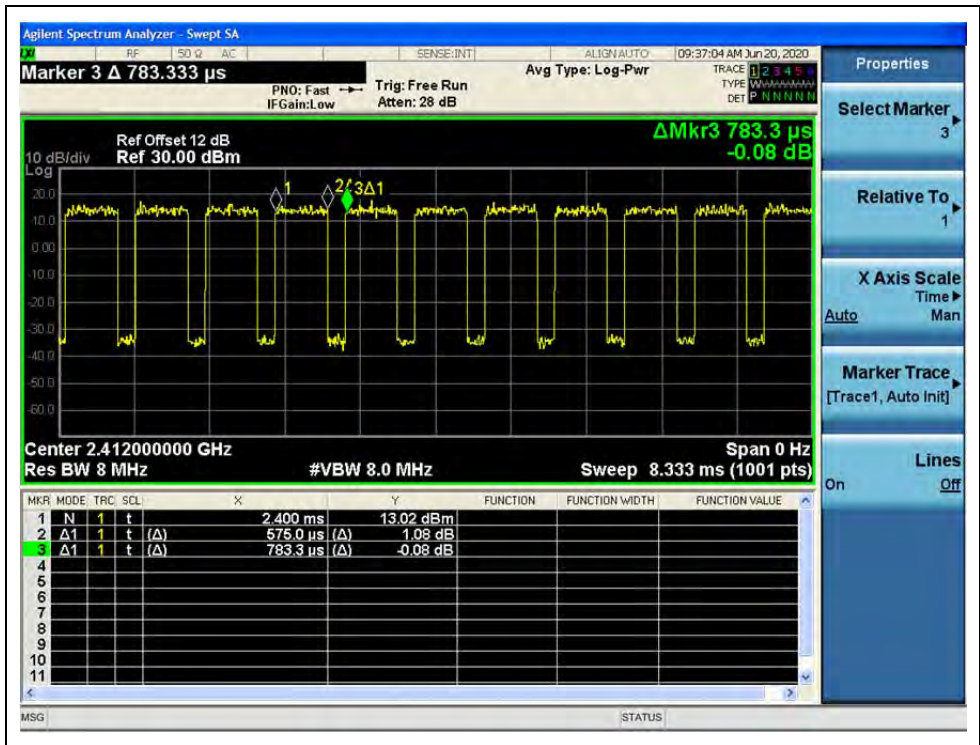 Agilent Spectrum Analyzer - Swept SA
LXI RF 50 Ω AC SENSE:INT ALIGN AUTO 09:37:04 AM Jun 20, 2020
Marker 3 Δ 783.333 µs
PNO: Fast
IFGain:Low
Trig: Free Run
Atten: 28 dB
Avg Type: Log-Pwr
TRACE 1 2 3 4 5 6
TYPE
DET P N N N N N
ΔMkr3 783.3 µs
-0.08 dB
Ref Offset 12 dB
10 dB/div Ref 30.00 dBm
Log
1 2 3Δ1
20.0
10.0
0.00
-10.0
-20.0
-30.0
-40.0
-50.0
-60.0
Center 2.412000000 GHz Span 0 Hz
Res BW 8 MHz #VBW 8.0 MHz Sweep 8.333 ms (1001 pts)
MKR MODE TRC SCL X Y FUNCTION FUNCTION WIDTH FUNCTION VALUE
1 N 1 t 2.400 ms 13.02 dBm
2 Δ1 1 t (Δ) 575.0 µs (Δ) 1.08 dB
3 Δ1 1 t (Δ) 783.3 µs (Δ) -0.08 dB
4
5
6
7
8
9
10
11
MSG STATUS
Properties
Select Marker
3
Relative To
1
X Axis Scale
Time
Auto Man
Marker Trace
[Trace1, Auto Init]
Lines
On Off